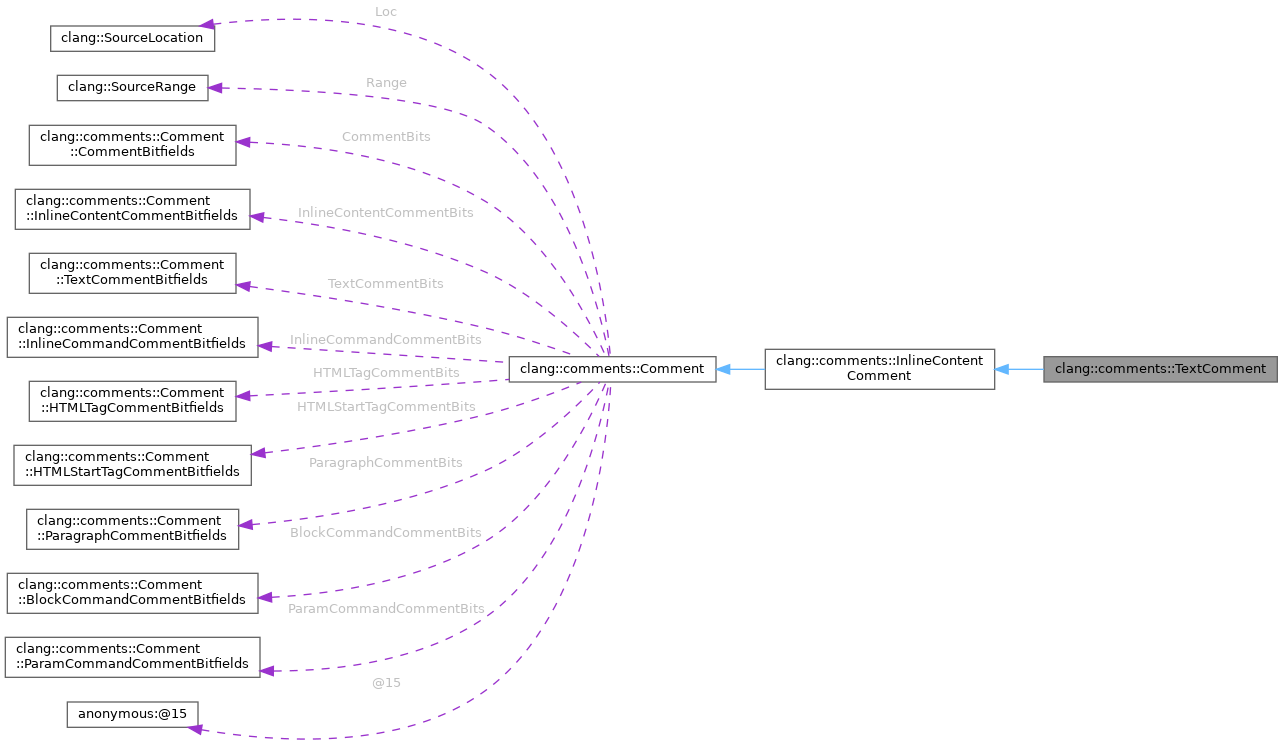 Loc
clang::SourceLocation
Range
clang::SourceRange
CommentBits
clang::comments::Comment
::CommentBitfields
InlineContentCommentBits
clang::comments::Comment
::InlineContentCommentBitfields
TextCommentBits
clang::comments::Comment
::TextCommentBitfields
InlineCommandCommentBits
clang::comments::Comment
::InlineCommandCommentBitfields
HTMLTagCommentBits
clang::comments::Comment
::HTMLTagCommentBitfields
HTMLStartTagCommentBits
clang::comments::Comment
::HTMLStartTagCommentBitfields
ParagraphCommentBits
clang::comments::Comment
::ParagraphCommentBitfields
BlockCommandCommentBits
clang::comments::Comment
::BlockCommandCommentBitfields
ParamCommandCommentBits
clang::comments::Comment
::ParamCommandCommentBitfields
@15
anonymous:@15
clang::comments::Comment
clang::comments::InlineContent
Comment
clang::comments::TextComment